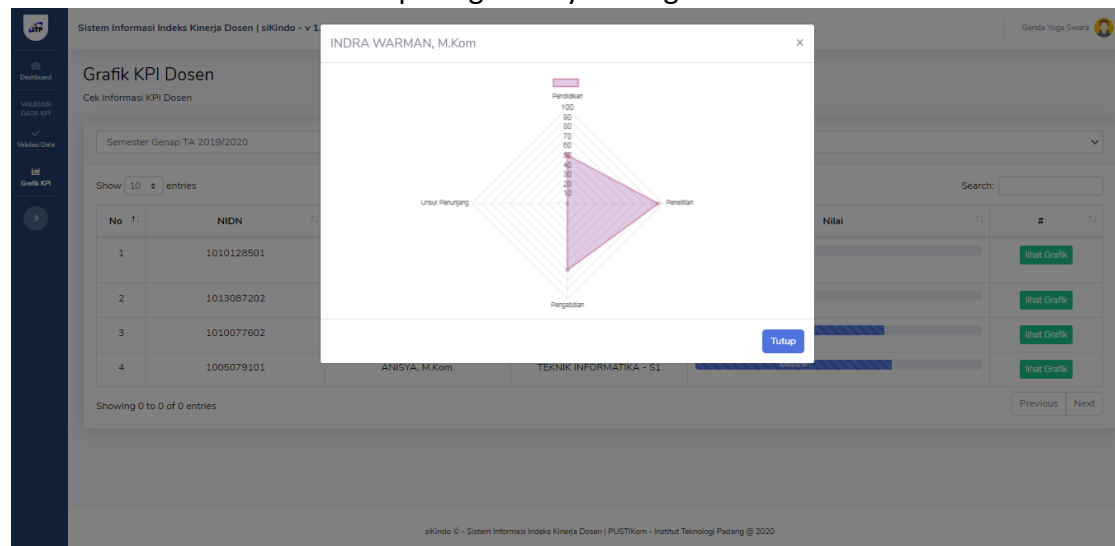 Sistem Informasi Indeks Kinerja Dosen | siKindo - v 1.
Ganda Yoga Swara
ITP
Dashboard
VALIDASI
DATA KPI
Validasi Data
Grafik KPI
Grafik KPI Dosen
Cek Informasi KPI Dosen
INDRA WARMAN, M.Kom
×
Pendidikan
100
90
80
70
60
50
40
30
20
10
Unsur Penunjang
Penelitian
Pengabdian
Tutup
Semester Genap TA 2019/2020
Show 10 entries
Search:
No NIDN Nilai #
1 1010128501 lihat Grafik
2 1013087202 lihat Grafik
3 1010077602 lihat Grafik
4 1005079101 ANISYA, M.Kom. TEKNIK INFORMATIKA - S1 lihat Grafik
Showing 0 to 0 of 0 entries
Previous Next
siKindo © - Sistem Informasi Indeks Kinerja Dosen | PUSTIKom - Institut Teknologi Padang @ 2020